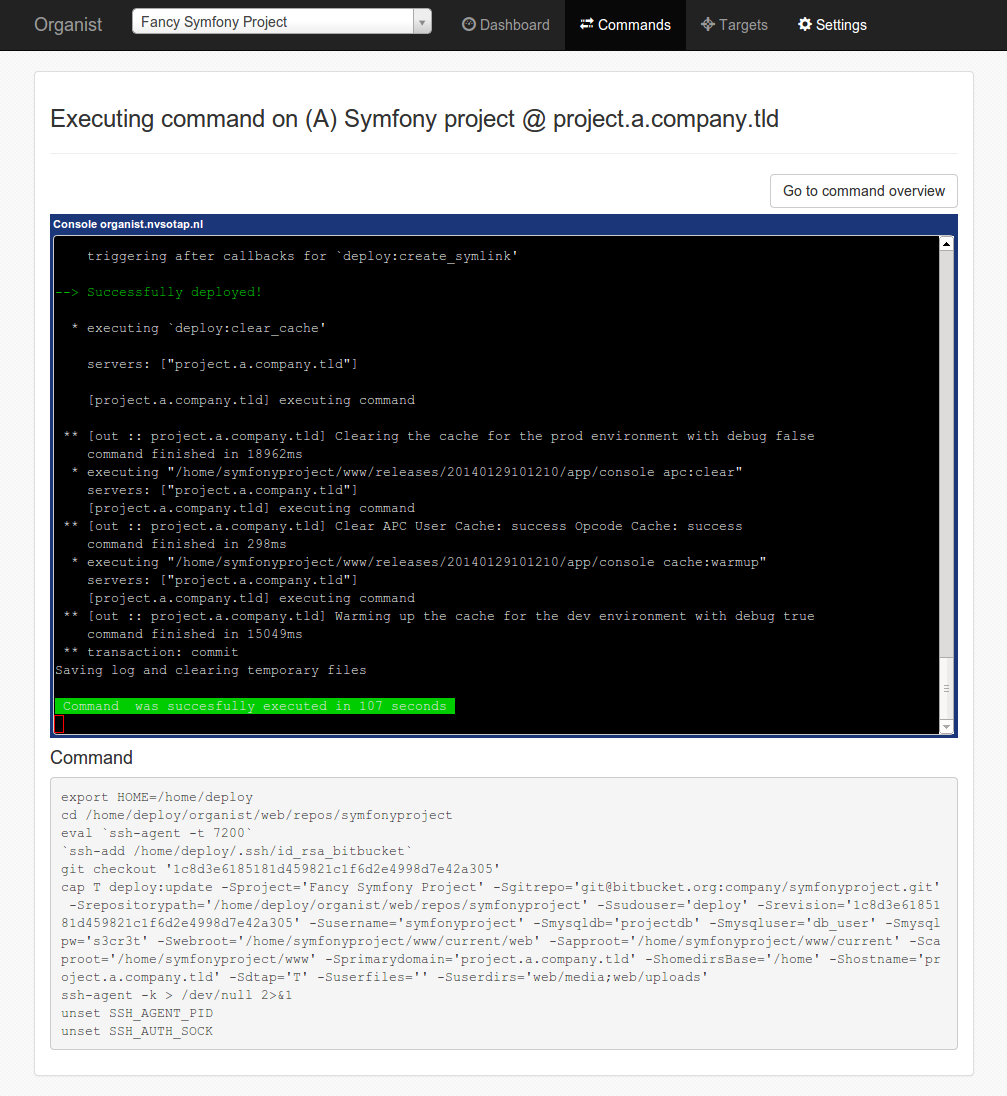 Organist
Fancy Symfony Project
Dashboard
Commands
Targets
Settings
Executing command on (A) Symfony project @ project.a.company.tld
Go to command overview
Console organist.nvsotap.nl
triggering after callbacks for `deploy:create_symlink'
--> Successfully deployed!
* executing `deploy:clear_cache'
servers: ["project.a.company.tld"]
[project.a.company.tld] executing command
** [out :: project.a.company.tld] Clearing the cache for the prod environment with debug false
command finished in 18962ms
* executing "/home/symfonyproject/www/releases/20140129101210/app/console apc:clear"
servers: ["project.a.company.tld"]
[project.a.company.tld] executing command
** [out :: project.a.company.tld] Clear APC User Cache: success Opcode Cache: success
command finished in 298ms
* executing "/home/symfonyproject/www/releases/20140129101210/app/console cache:warmup"
servers: ["project.a.company.tld"]
[project.a.company.tld] executing command
** [out :: project.a.company.tld] Warming up the cache for the dev environment with debug true
command finished in 15049ms
** transaction: commit
Saving log and clearing temporary files
Command  was succesfully executed in 107 seconds
Command
export HOME=/home/deploy
cd /home/deploy/organist/web/repos/symfonyproject
eval `ssh-agent -t 7200`
`ssh-add /home/deploy/.ssh/id_rsa_bitbucket`
git checkout '1c8d3e6185181d459821c1f6d2e4998d7e42a305'
cap T deploy:update -Sproject='Fancy Symfony Project' -Sgitrepo='git@bitbucket.org:company/symfonyproject.git'
-Srepositorypath='/home/deploy/organist/web/repos/symfonyproject' -Ssudouser='deploy' -Srevision='1c8d3e61851
81d459821c1f6d2e4998d7e42a305' -Susername='symfonyproject' -Smysqldb='projectdb' -Smysqluser='db_user' -Smysql
pw='s3cr3t' -Swebroot='/home/symfonyproject/www/current/web' -Sapproot='/home/symfonyproject/www/current' -Sca
proot='/home/symfonyproject/www' -Sprimarydomain='project.a.company.tld' -ShomedirsBase='/home' -Shostname='pr
oject.a.company.tld' -Sdtap='T' -Suserfiles='' -Suserdirs='web/media;web/uploads'
ssh-agent -k > /dev/null 2>&1
unset SSH_AGENT_PID
unset SSH_AUTH_SOCK